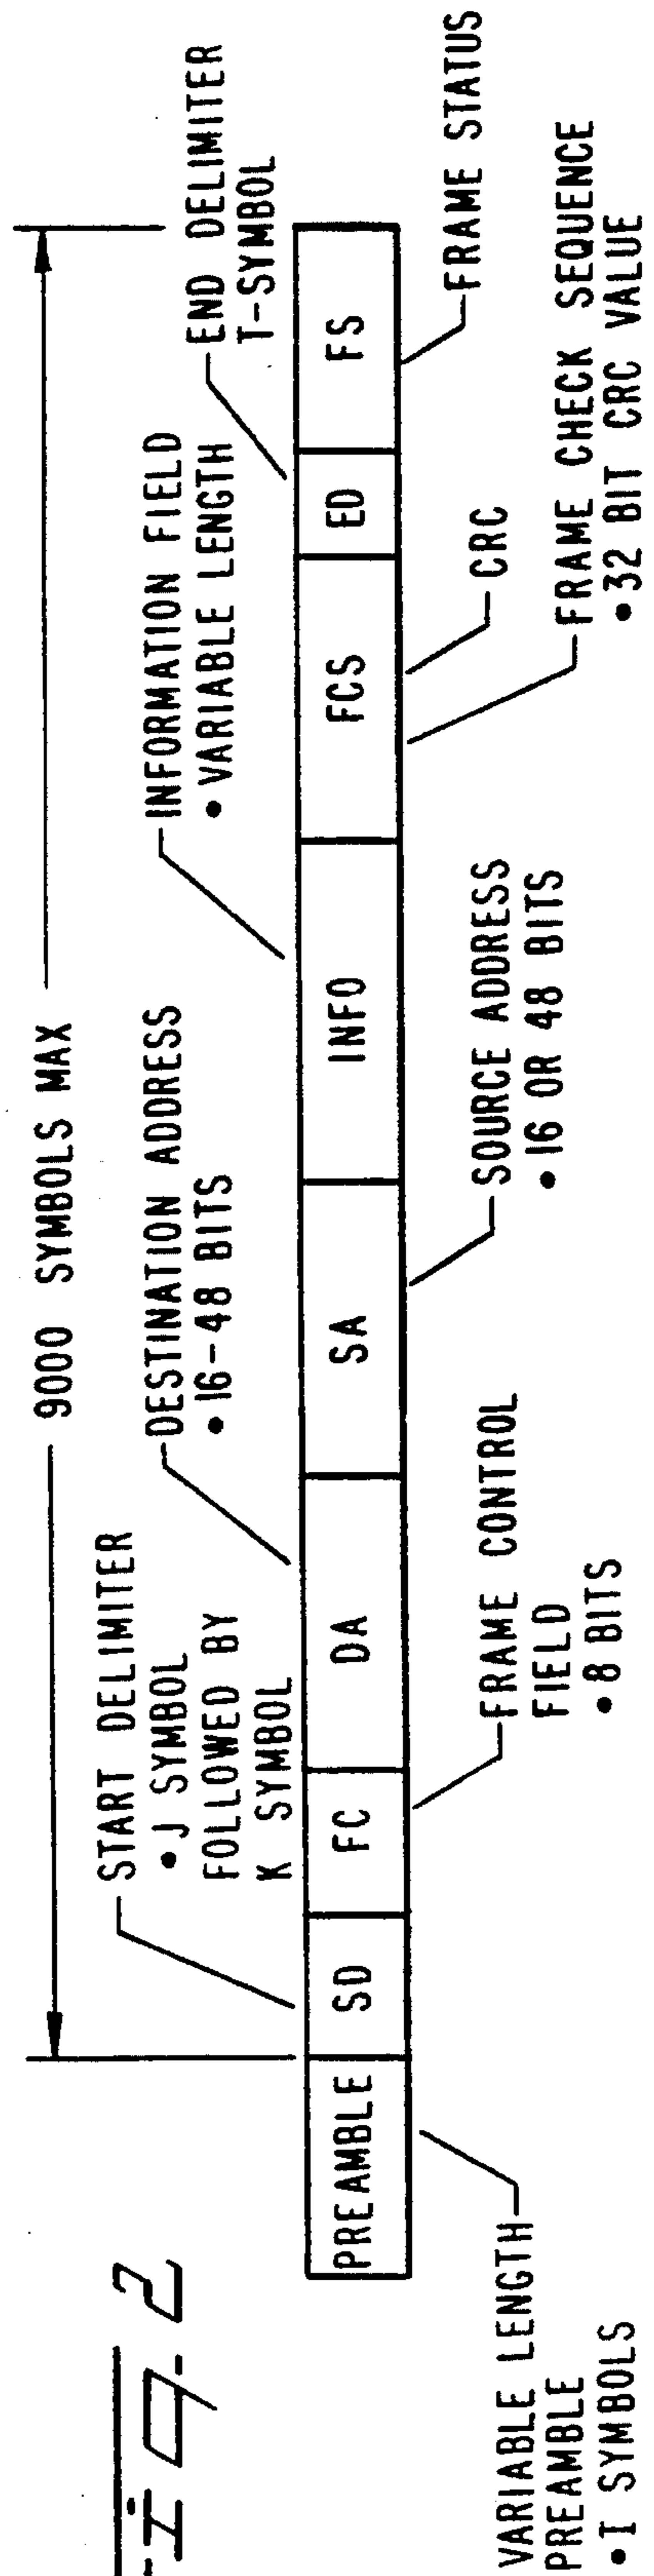 Fig. 2
9000 SYMBOLS MAX
START DELIMITER
• J SYMBOL
FOLLOWED BY
K SYMBOL
DESTINATION ADDRESS
• 16-48 BITS
INFORMATION FIELD
• VARIABLE LENGTH
END DELIMITER
T-SYMBOL
PREAMBLE
SD
FC
DA
SA
INFO
FCS
ED
FS
VARIABLE LENGTH
PREAMBLE
• I SYMBOLS
FRAME CONTROL
FIELD
• 8 BITS
SOURCE ADDRESS
• 16 OR 48 BITS
CRC
FRAME CHECK SEQUENCE
• 32 BIT CRC VALUE
FRAME STATUS